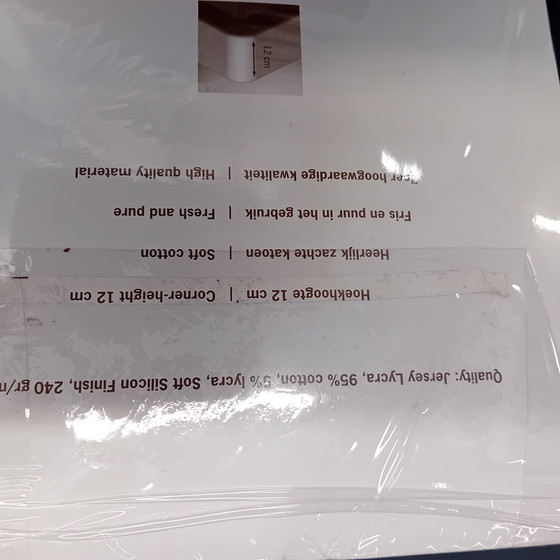 Quality: Jersey Lycra, 95% cotton, 5% lycra, Soft Silicon Finish, 240
Hoekhoogte 12 cm | Corner-height 12 cm
Heerlijk zachte katoen | Soft cotton
Fris en puur in het gebruik | Fresh and pure
hoogwaardige kwaliteit | High quality material
12 cm